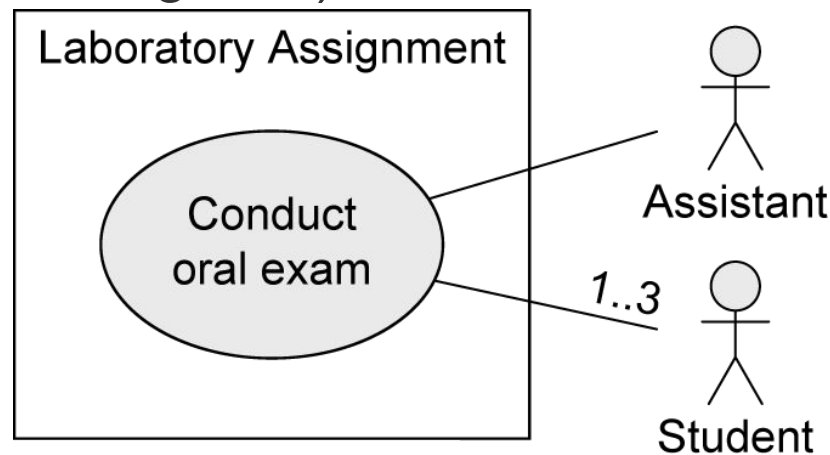 Laboratory Assignment
Conduct
oral exam
Assistant
1..3
Student